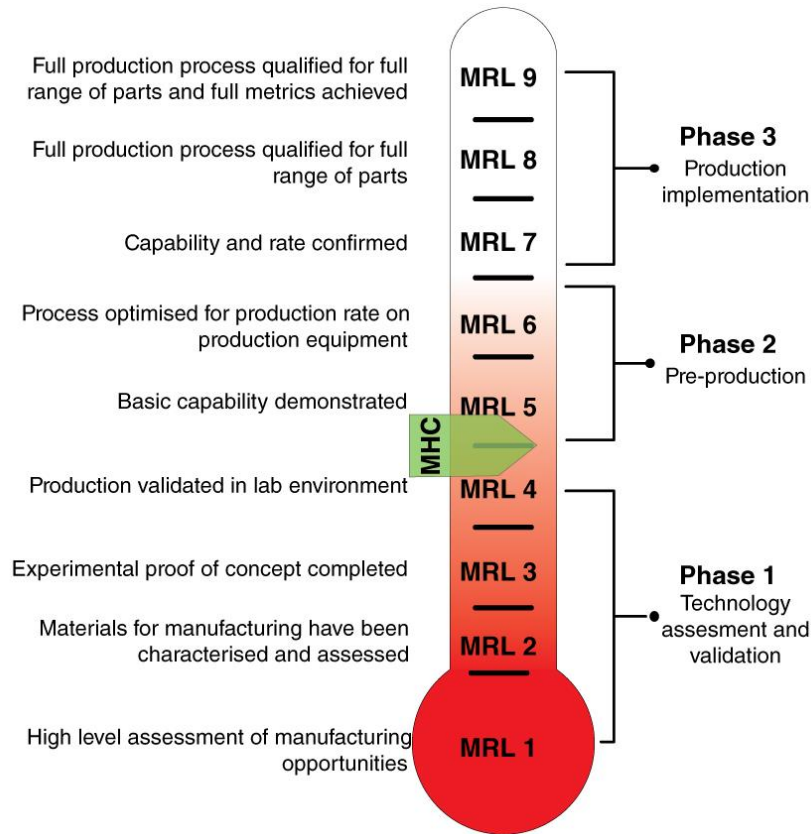 Full production process qualified for full
range of parts and full metrics achieved
MRL 9
Phase 3
Production
implementation
Full production process qualified for full
range of parts
MRL 8
Capability and rate confirmed
MRL 7
Process optimised for production rate on
production equipment
MRL 6
Phase 2
Pre-production
Basic capability demonstrated
MRL 5
MHC
Production validated in lab environment
MRL 4
Experimental proof of concept completed
MRL 3
Phase 1
Technology
assesment and
validation
Materials for manufacturing have been
characterised and assessed
MRL 2
High level assessment of manufacturing
opportunities
MRL 1